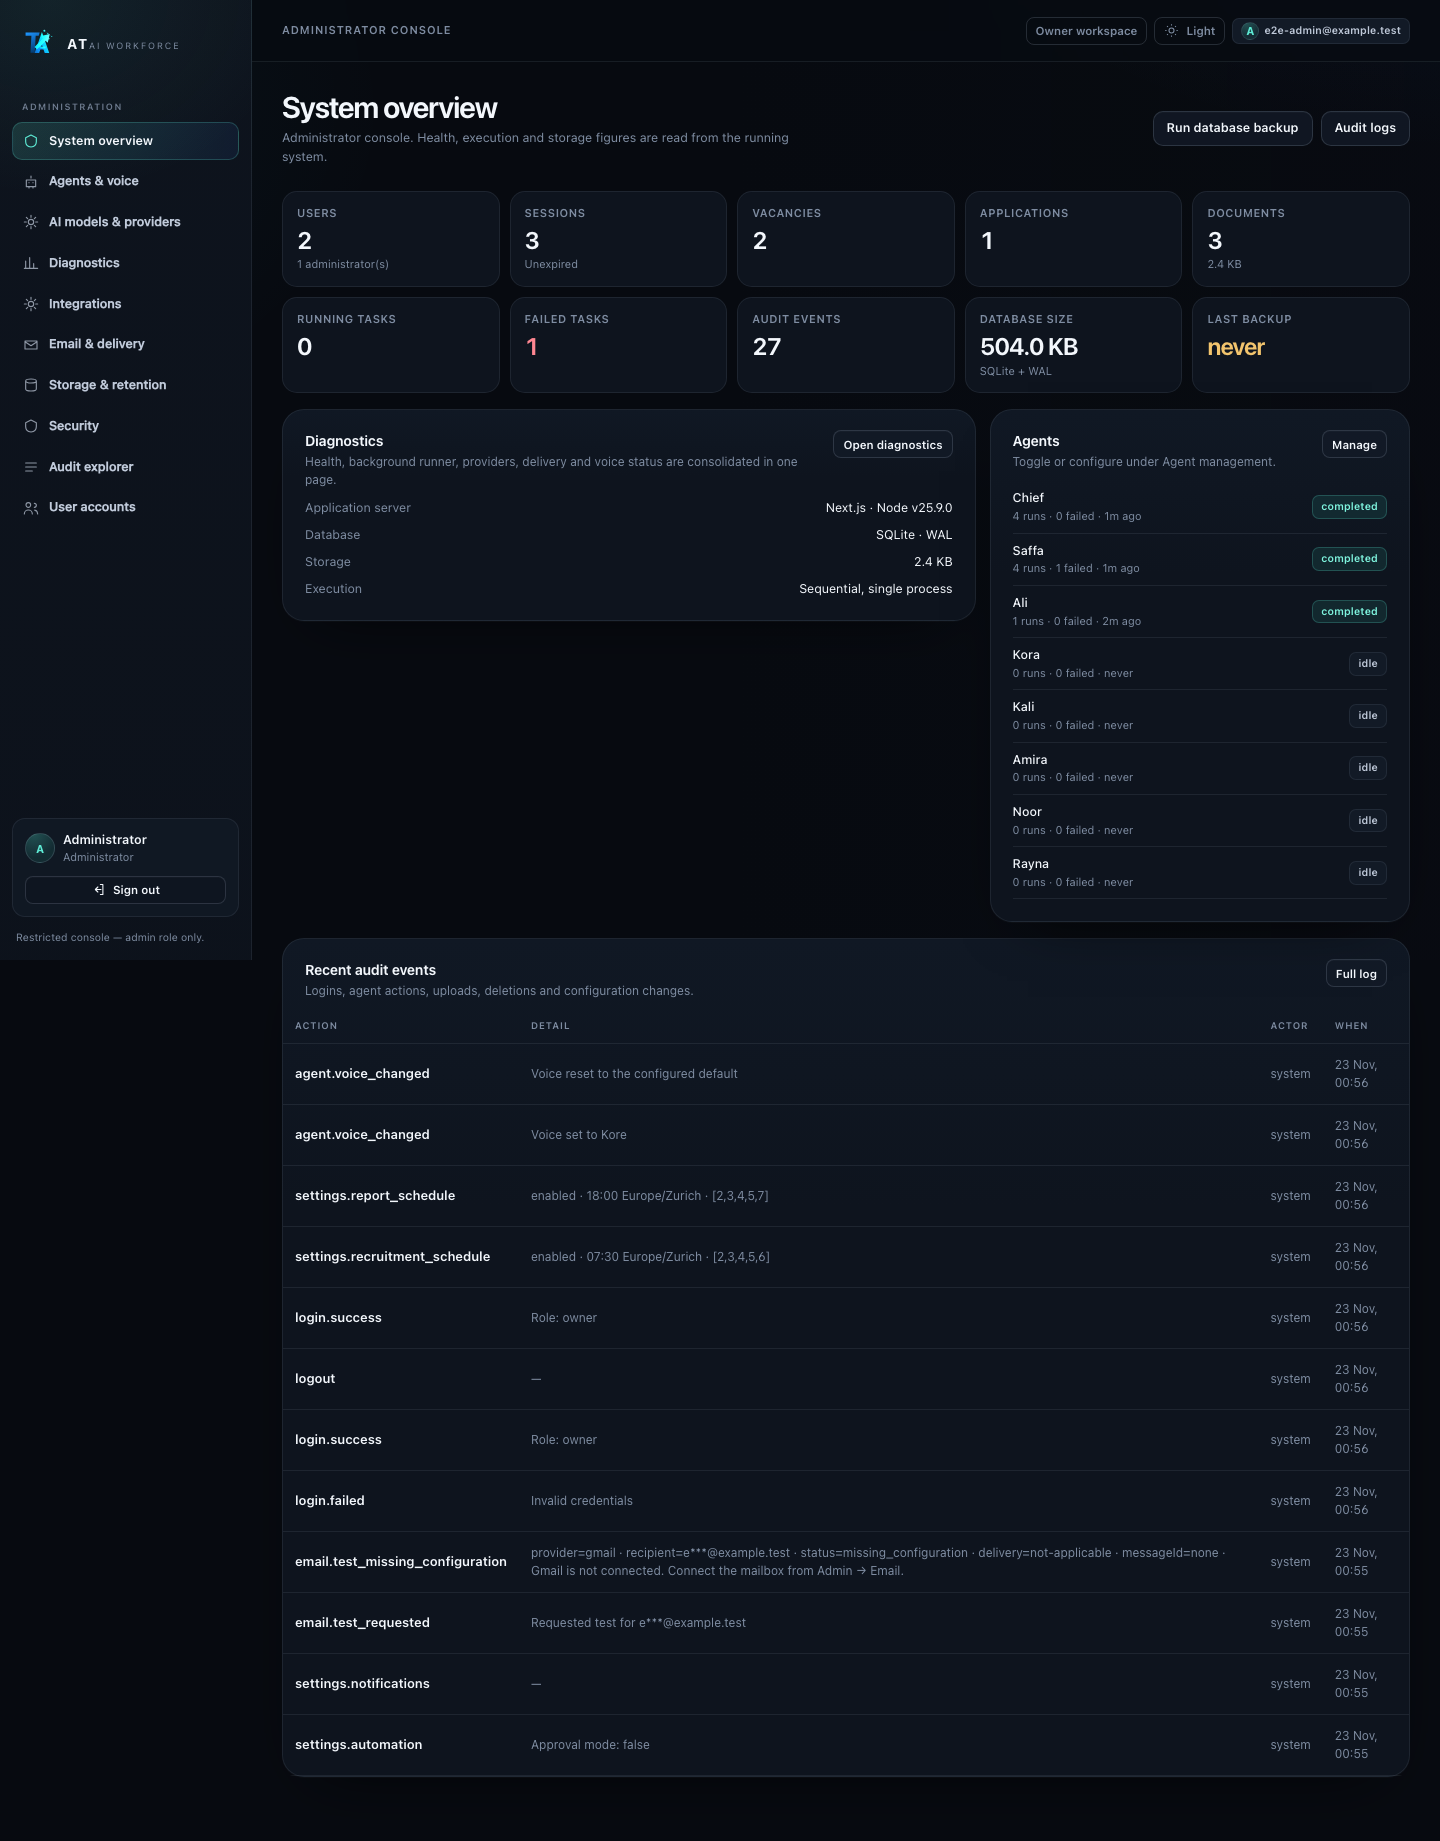 ATAI WORKFORCE
ADMINISTRATOR CONSOLE
Owner workspace
Light
A e2e-admin@example.test
ADMINISTRATION
System overview
Agents & voice
AI models & providers
Diagnostics
Integrations
Email & delivery
Storage & retention
Security
Audit explorer
User accounts
A
Administrator
Administrator
Sign out
Restricted console — admin role only.
System overview
Administrator console. Health, execution and storage figures are read from the running
system.
Run database backup
Audit logs
USERS
2
1 administrator(s)
SESSIONS
3
Unexpired
VACANCIES
2
APPLICATIONS
1
DOCUMENTS
3
2.4 KB
RUNNING TASKS
0
FAILED TASKS
1
AUDIT EVENTS
27
DATABASE SIZE
504.0 KB
SQLite + WAL
LAST BACKUP
never
Diagnostics
Health, background runner, providers, delivery and voice status are consolidated in one
page.
Open diagnostics
Application server Next.js · Node v25.9.0
Database SQLite · WAL
Storage 2.4 KB
Execution Sequential, single process
Agents
Toggle or configure under Agent management.
Manage
Chief
4 runs · 0 failed · 1m ago
completed
Saffa
4 runs · 1 failed · 1m ago
completed
Ali
1 runs · 0 failed · 2m ago
completed
Kora
0 runs · 0 failed · never
idle
Kali
0 runs · 0 failed · never
idle
Amira
0 runs · 0 failed · never
idle
Noor
0 runs · 0 failed · never
idle
Rayna
0 runs · 0 failed · never
idle
Recent audit events
Logins, agent actions, uploads, deletions and configuration changes.
Full log
ACTION DETAIL ACTOR WHEN
agent.voice_changed Voice reset to the configured default system 23 Nov,
00:56
agent.voice_changed Voice set to Kore system 23 Nov,
00:56
settings.report_schedule enabled · 18:00 Europe/Zurich · [2,3,4,5,7] system 23 Nov,
00:56
settings.recruitment_schedule enabled · 07:30 Europe/Zurich · [2,3,4,5,6] system 23 Nov,
00:56
login.success Role: owner system 23 Nov,
00:56
logout — system 23 Nov,
00:56
login.success Role: owner system 23 Nov,
00:56
login.failed Invalid credentials system 23 Nov,
00:56
email.test_missing_configuration provider=gmail · recipient=e***@example.test · status=missing_configuration · delivery=not-applicable · messageId=none · system 23 Nov,
Gmail is not connected. Connect the mailbox from Admin → Email. 00:55
email.test_requested Requested test for e***@example.test system 23 Nov,
00:55
settings.notifications — system 23 Nov,
00:55
settings.automation Approval mode: false system 23 Nov,
00:55